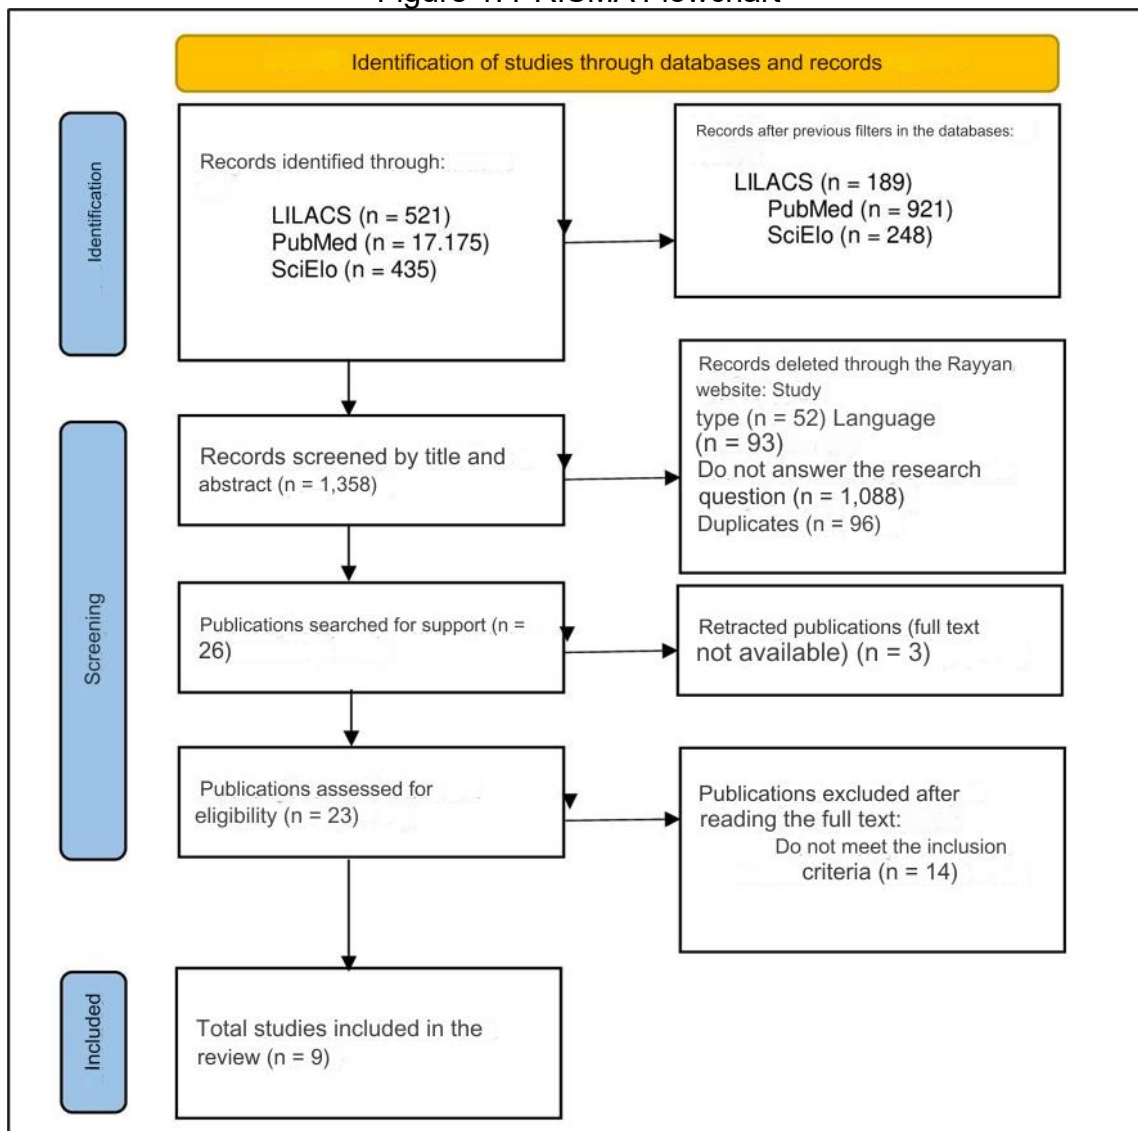 Figure 1. PRISMA Flowchart
Identification of studies through databases and records
Identification
Records identified through:
LILACS (n = 521)
PubMed (n = 17.175)
SciElo (n = 435)
Records after previous filters in the databases:
LILACS (n = 189)
PubMed (n = 921)
SciElo (n = 248)
Screening
Records screened by title and
abstract (n = 1,358)
Records deleted through the Rayyan
website: Study
type (n = 52) Language
(n = 93)
Do not answer the research
question (n = 1,088)
Duplicates (n = 96)
Publications searched for support (n =
26)
Retracted publications (full text
not available) (n = 3)
Publications assessed for
eligibility (n = 23)
Publications excluded after
reading the full text:
Do not meet the inclusion
criteria (n = 14)
Included
Total studies included in the
review (n = 9)